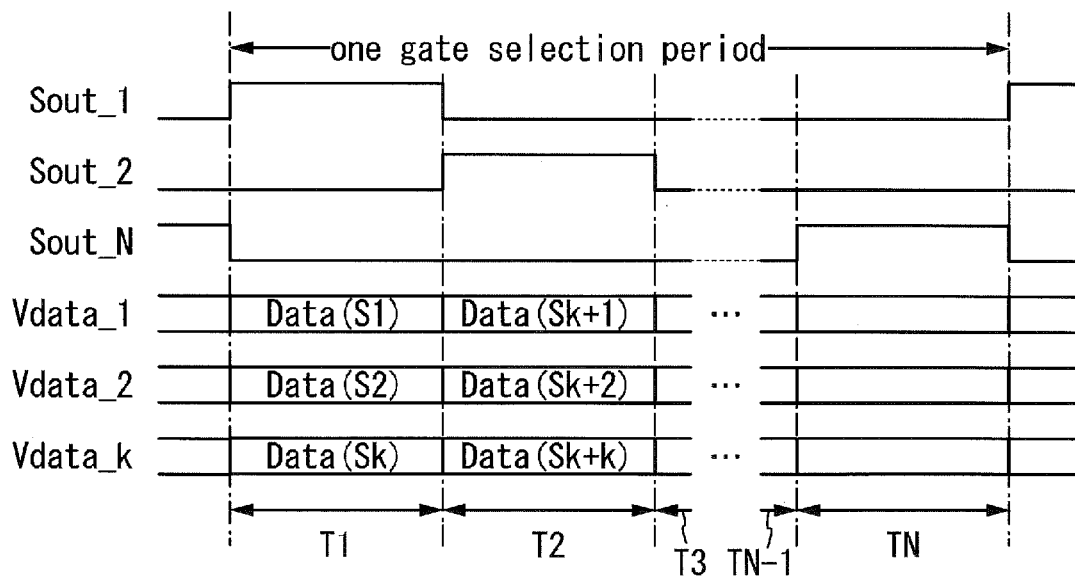 one gate selection period
Sout_1
Sout_2
Sout_N
Vdata_1 Data(S1) Data(Sk+1) ...
Vdata_2 Data(S2) Data(Sk+2) ...
Vdata_k Data(Sk) Data(Sk+k) ...
T1 T2 T3 TN-1 TN